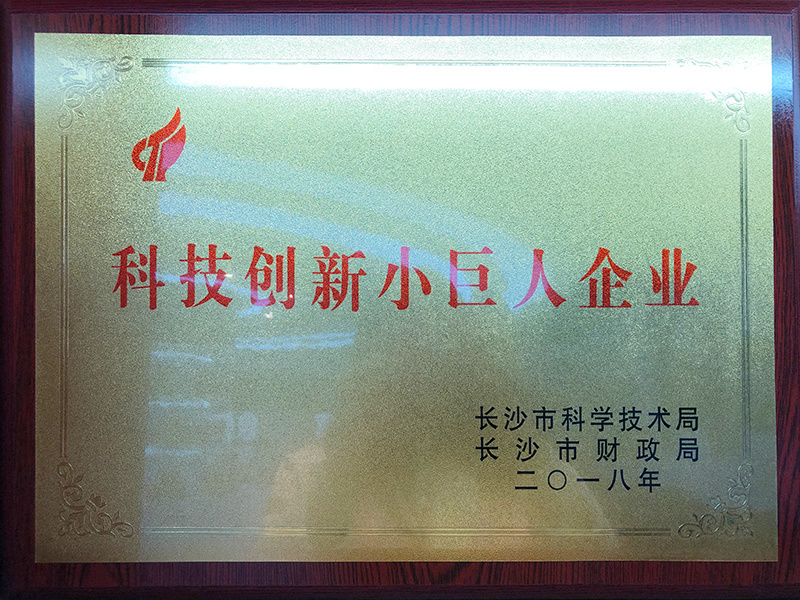 科技创新小巨人企业
长沙市科学技术局
长沙市财政局
二〇一八年